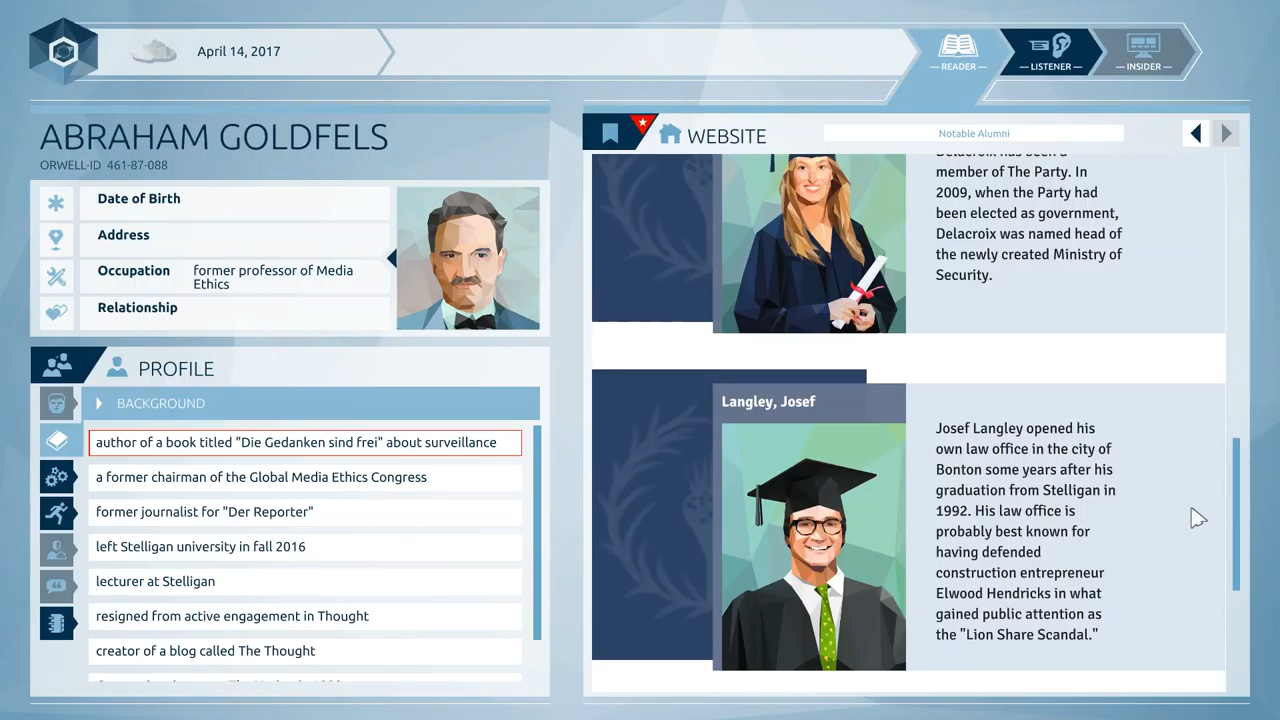 April 14, 2017
READER
LISTENER
INSIDER
ABRAHAM GOLDFELS
ORWELL-ID 461-87-088
Date of Birth
Address
Occupation former professor of Media
Ethics
Relationship
PROFILE
BACKGROUND
author of a book titled "Die Gedanken sind frei" about surveillance
a former chairman of the Global Media Ethics Congress
former journalist for "Der Reporter"
left Stelligan university in fall 2016
lecturer at Stelligan
resigned from active engagement in Thought
creator of a blog called The Thought
WEBSITE
Notable Alumni
Delacroix has been a
member of The Party. In
2009, when the Party had
been elected as government,
Delacroix was named head of
the newly created Ministry of
Security.
Langley, Josef
Josef Langley opened his
own law office in the city of
Bonton some years after his
graduation from Stelligan in
1992. His law office is
probably best known for
having defended
construction entrepreneur
Elwood Hendricks in what
gained public attention as
the "Lion Share Scandal."